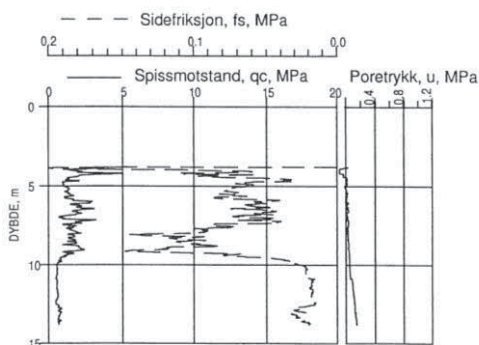 Sidefriksjon, fs, MPa
0,2 0,1 0,0
Spissmotstand, qc, MPa Poretrykk, u, MPa
0 5 10 15 20 0,4 0,8 1,2
0
5
DYBDE, m
10
15